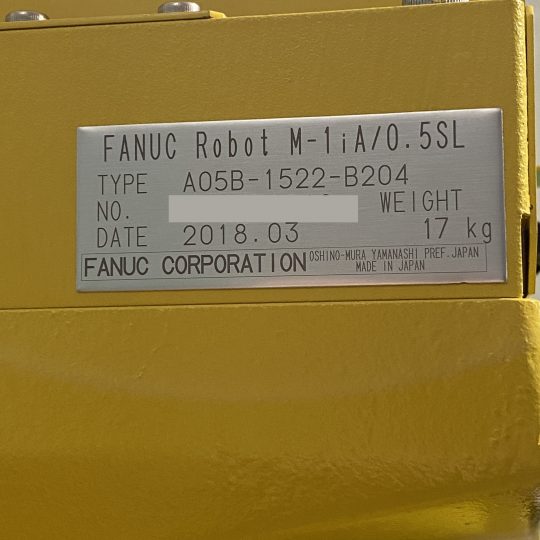 FANUC Robot M-1iA/0.5SL
TYPE A05B-1522-B204
NO. WEIGHT
DATE 2018.03 17 kg
FANUC CORPORATION OSHINO-MURA YAMANASHI PREF.JAPAN
MADE IN JAPAN